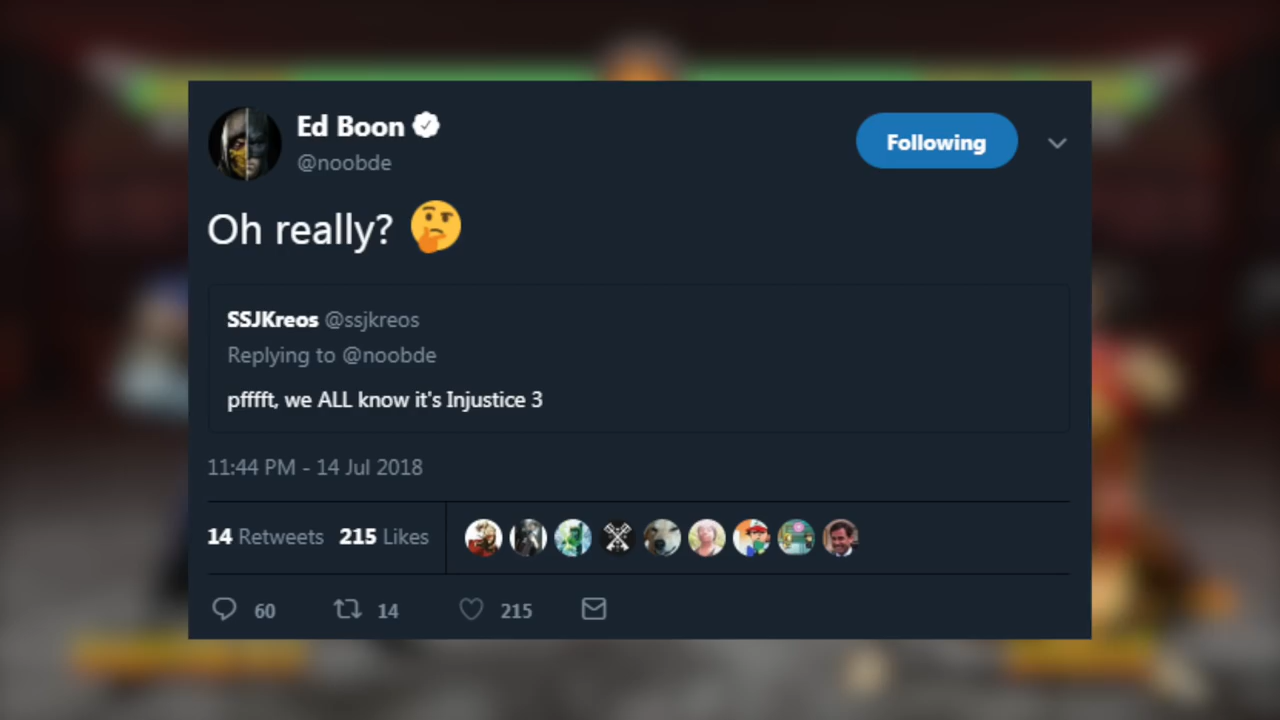 Ed Boon
@noobde
Following
Oh really? 🤔
SSJKreos @ssjkreos
Replying to @noobde
pfffft, we ALL know it's Injustice 3
11:44 PM - 14 Jul 2018
14 Retweets 215 Likes
60 14 215